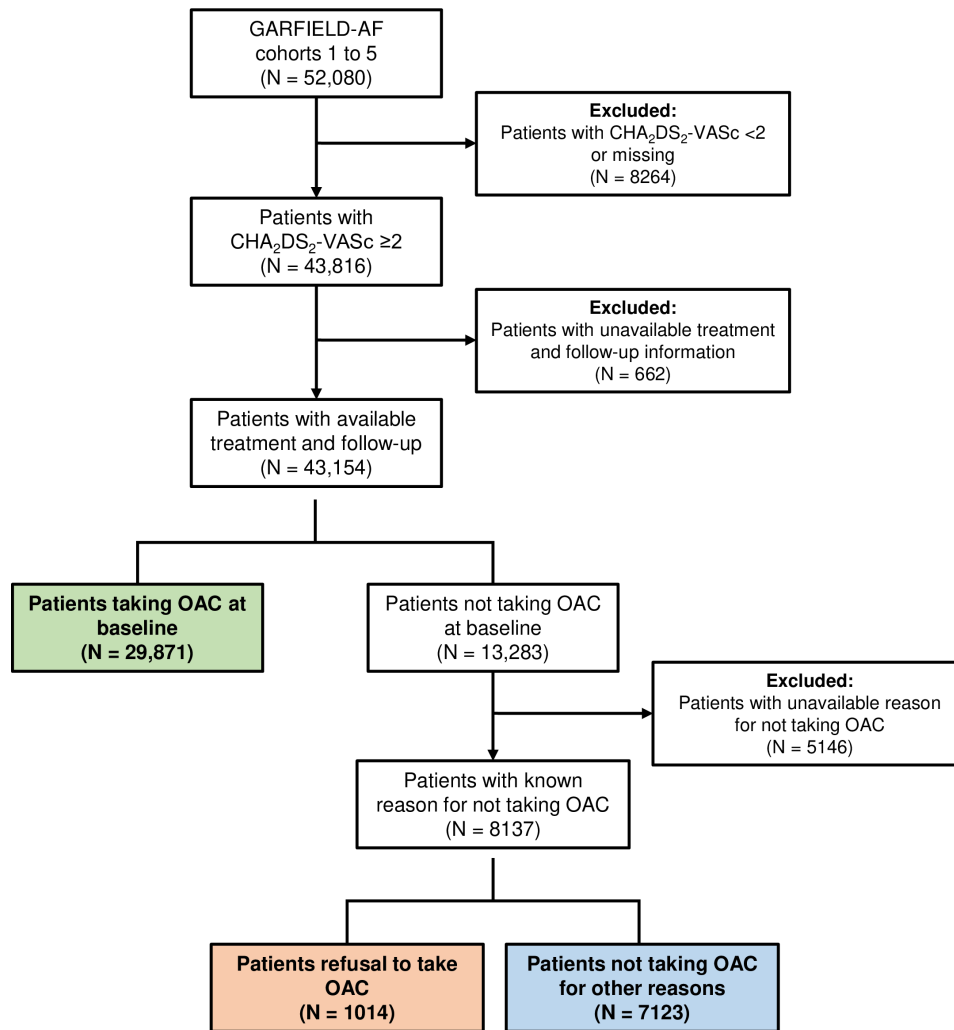 GARFIELD-AF
cohorts 1 to 5
(N = 52,080)
Excluded:
Patients with CHA₂DS₂-VASc <2
or missing
(N = 8264)
Patients with
CHA₂DS₂-VASc ≥2
(N = 43,816)
Excluded:
Patients with unavailable treatment
and follow-up information
(N = 662)
Patients with available
treatment and follow-up
(N = 43,154)
Patients taking OAC at
baseline
(N = 29,871)
Patients not taking OAC
at baseline
(N = 13,283)
Excluded:
Patients with unavailable reason
for not taking OAC
(N = 5146)
Patients with known
reason for not taking OAC
(N = 8137)
Patients refusal to take
OAC
(N = 1014)
Patients not taking OAC
for other reasons
(N = 7123)